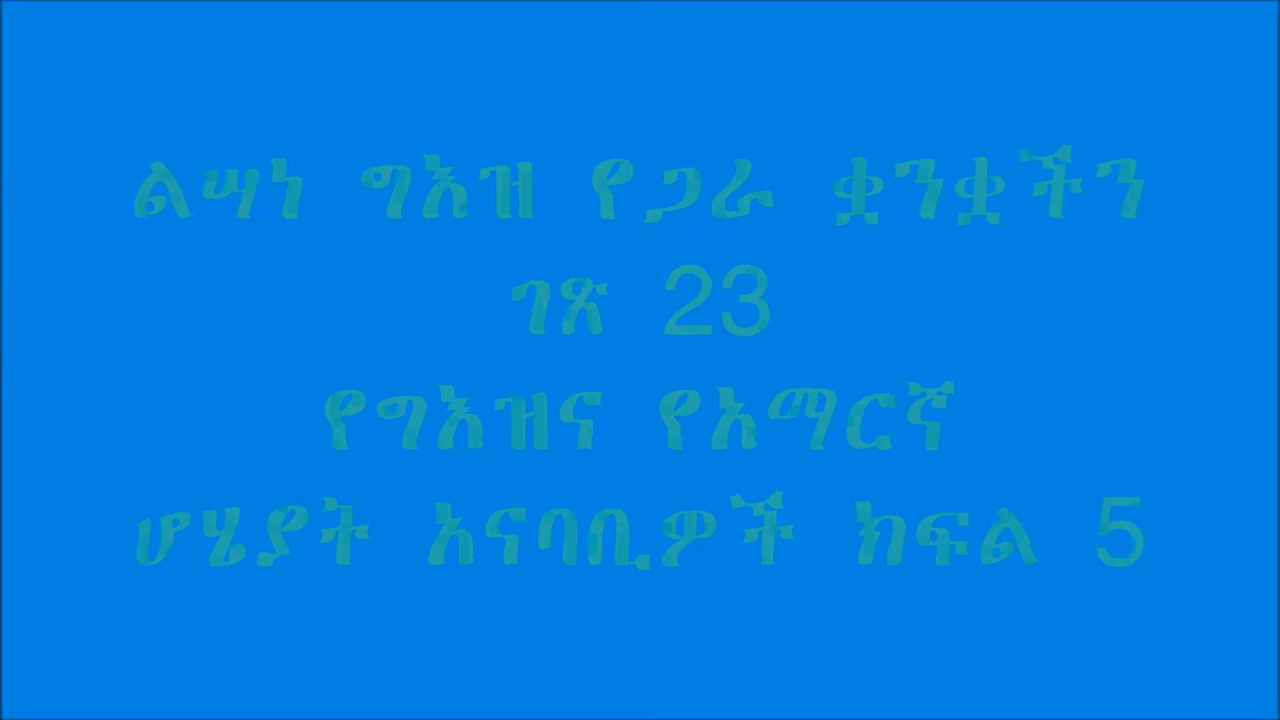 ልሣነ ግእዝ የጋራ ቋንቋችን
ገጽ 23
የግእዝና የአማርኛ
ሆሄያት አናባቢዎች ክፍል 5